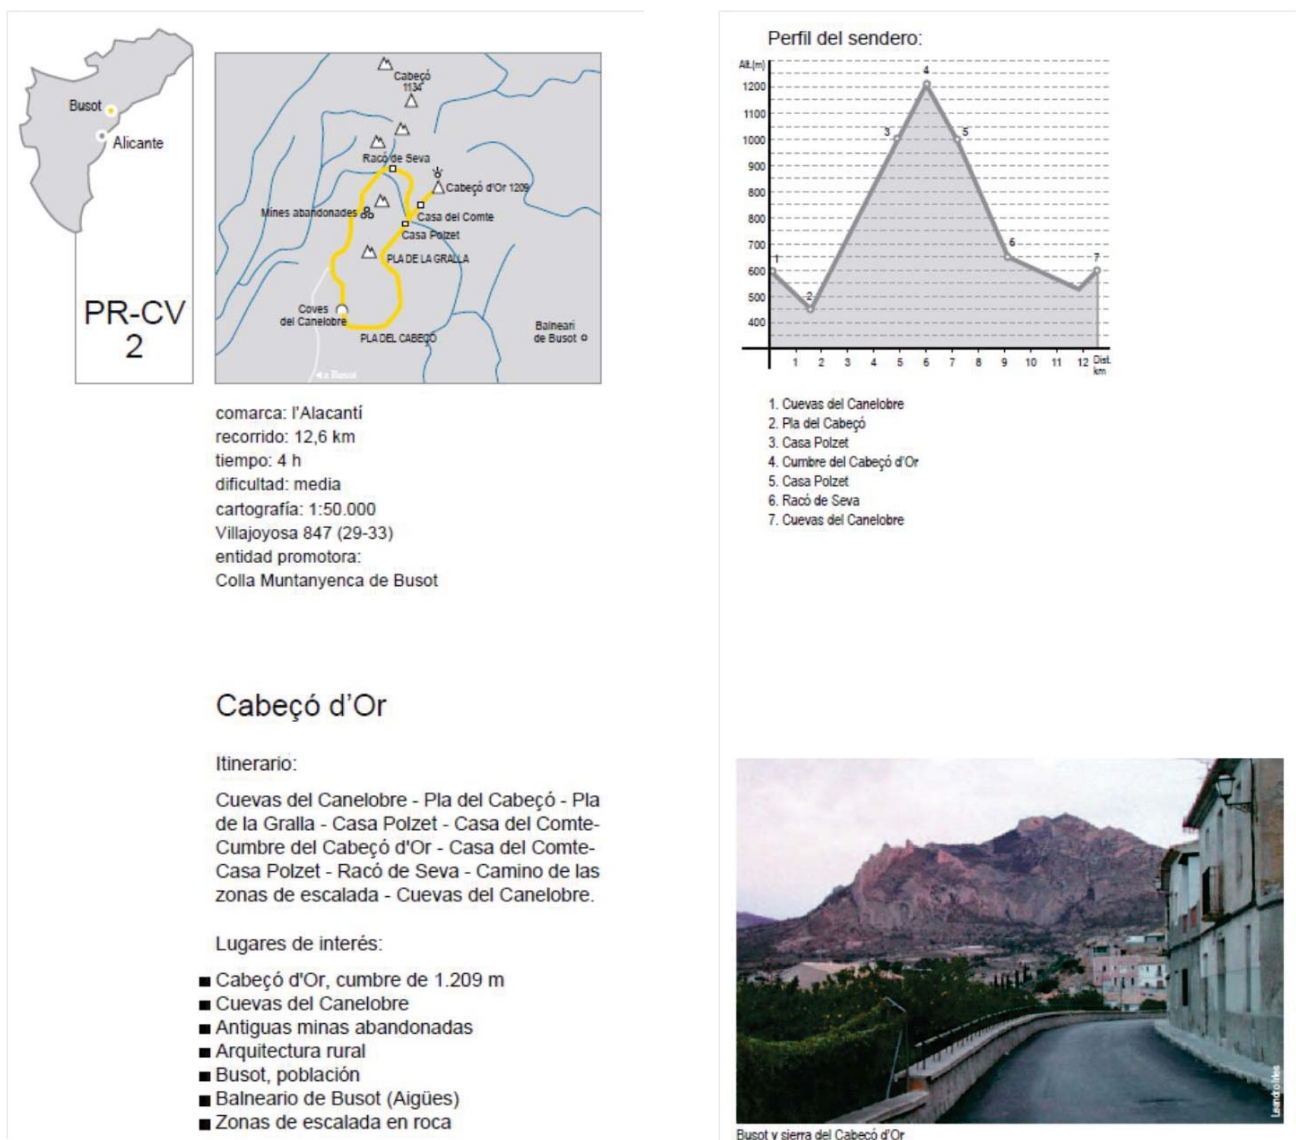 Busot
Alicante
PR-CV
2
Cabeçó
1134
Racó de Seva
Cabeçó d'Or 1209
Mines abandonades
Casa del Comte
Casa Polzet
PLA DE LA GRALLA
Coves
del Canelobre
PLA DEL CABEÇÓ
Balneari
de Busot
a Busot
comarca: l'Alacantí
recorrido: 12,6 km
tiempo: 4 h
dificultad: media
cartografía: 1:50.000
Villajoyosa 847 (29-33)
entidad promotora:
Colla Muntanyenca de Busot
Cabeçó d'Or
Itinerario:
Cuevas del Canelobre - Pla del Cabeçó - Pla
de la Gralla - Casa Polzet - Casa del Comte-
Cumbre del Cabeçó d'Or - Casa del Comte-
Casa Polzet - Racó de Seva - Camino de las
zonas de escalada - Cuevas del Canelobre.
Lugares de interés:
Cabeçó d'Or, cumbre de 1.209 m
Cuevas del Canelobre
Antiguas minas abandonadas
Arquitectura rural
Busot, población
Balneario de Busot (Aigües)
Zonas de escalada en roca
Perfil del sendero:
Alt.(m)
1200
1100
1000
900
800
700
600
500
400
1
2
3
4
5
6
7
1 2 3 4 5 6 7 8 9 10 11 12 Dist.
km
1. Cuevas del Canelobre
2. Pla del Cabeçó
3. Casa Polzet
4. Cumbre del Cabeçó d'Or
5. Casa Polzet
6. Racó de Seva
7. Cuevas del Canelobre
Busot y sierra del Cabeçó d'Or